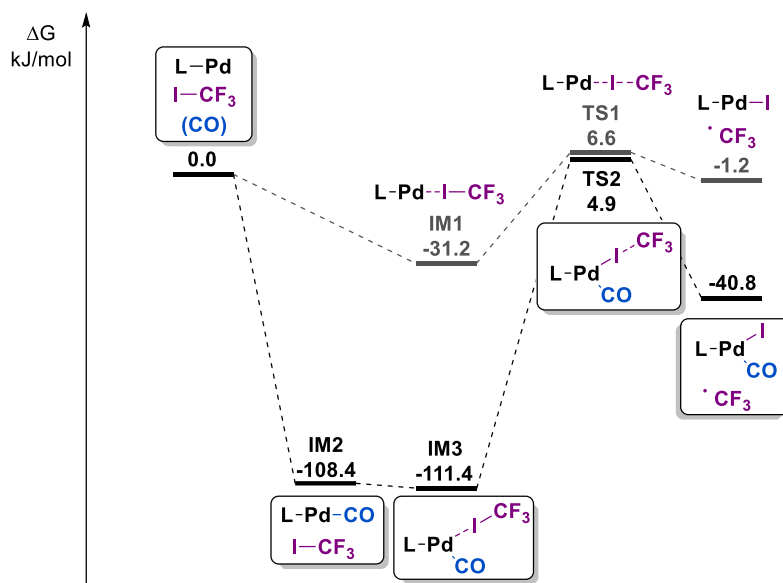 ΔG
kJ/mol
L–Pd
I–CF₃
(CO)
0.0
L-Pd--I–CF₃
IM1
-31.2
L-Pd--I--CF₃
TS1
6.6
TS2
4.9
L-Pd I--CF₃
CO
L-Pd–I
·CF₃
-1.2
-40.8
L-Pd I
CO
·CF₃
IM2
-108.4
L-Pd-CO
I–CF₃
IM3
-111.4
L-Pd--I–CF₃
CO